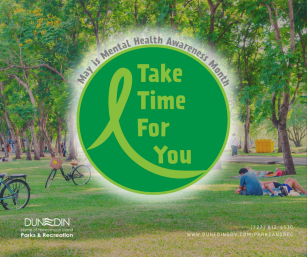 May is Mental Health Awareness Month
Take
Time
For
You
DUNEDIN
Parks & Recreation